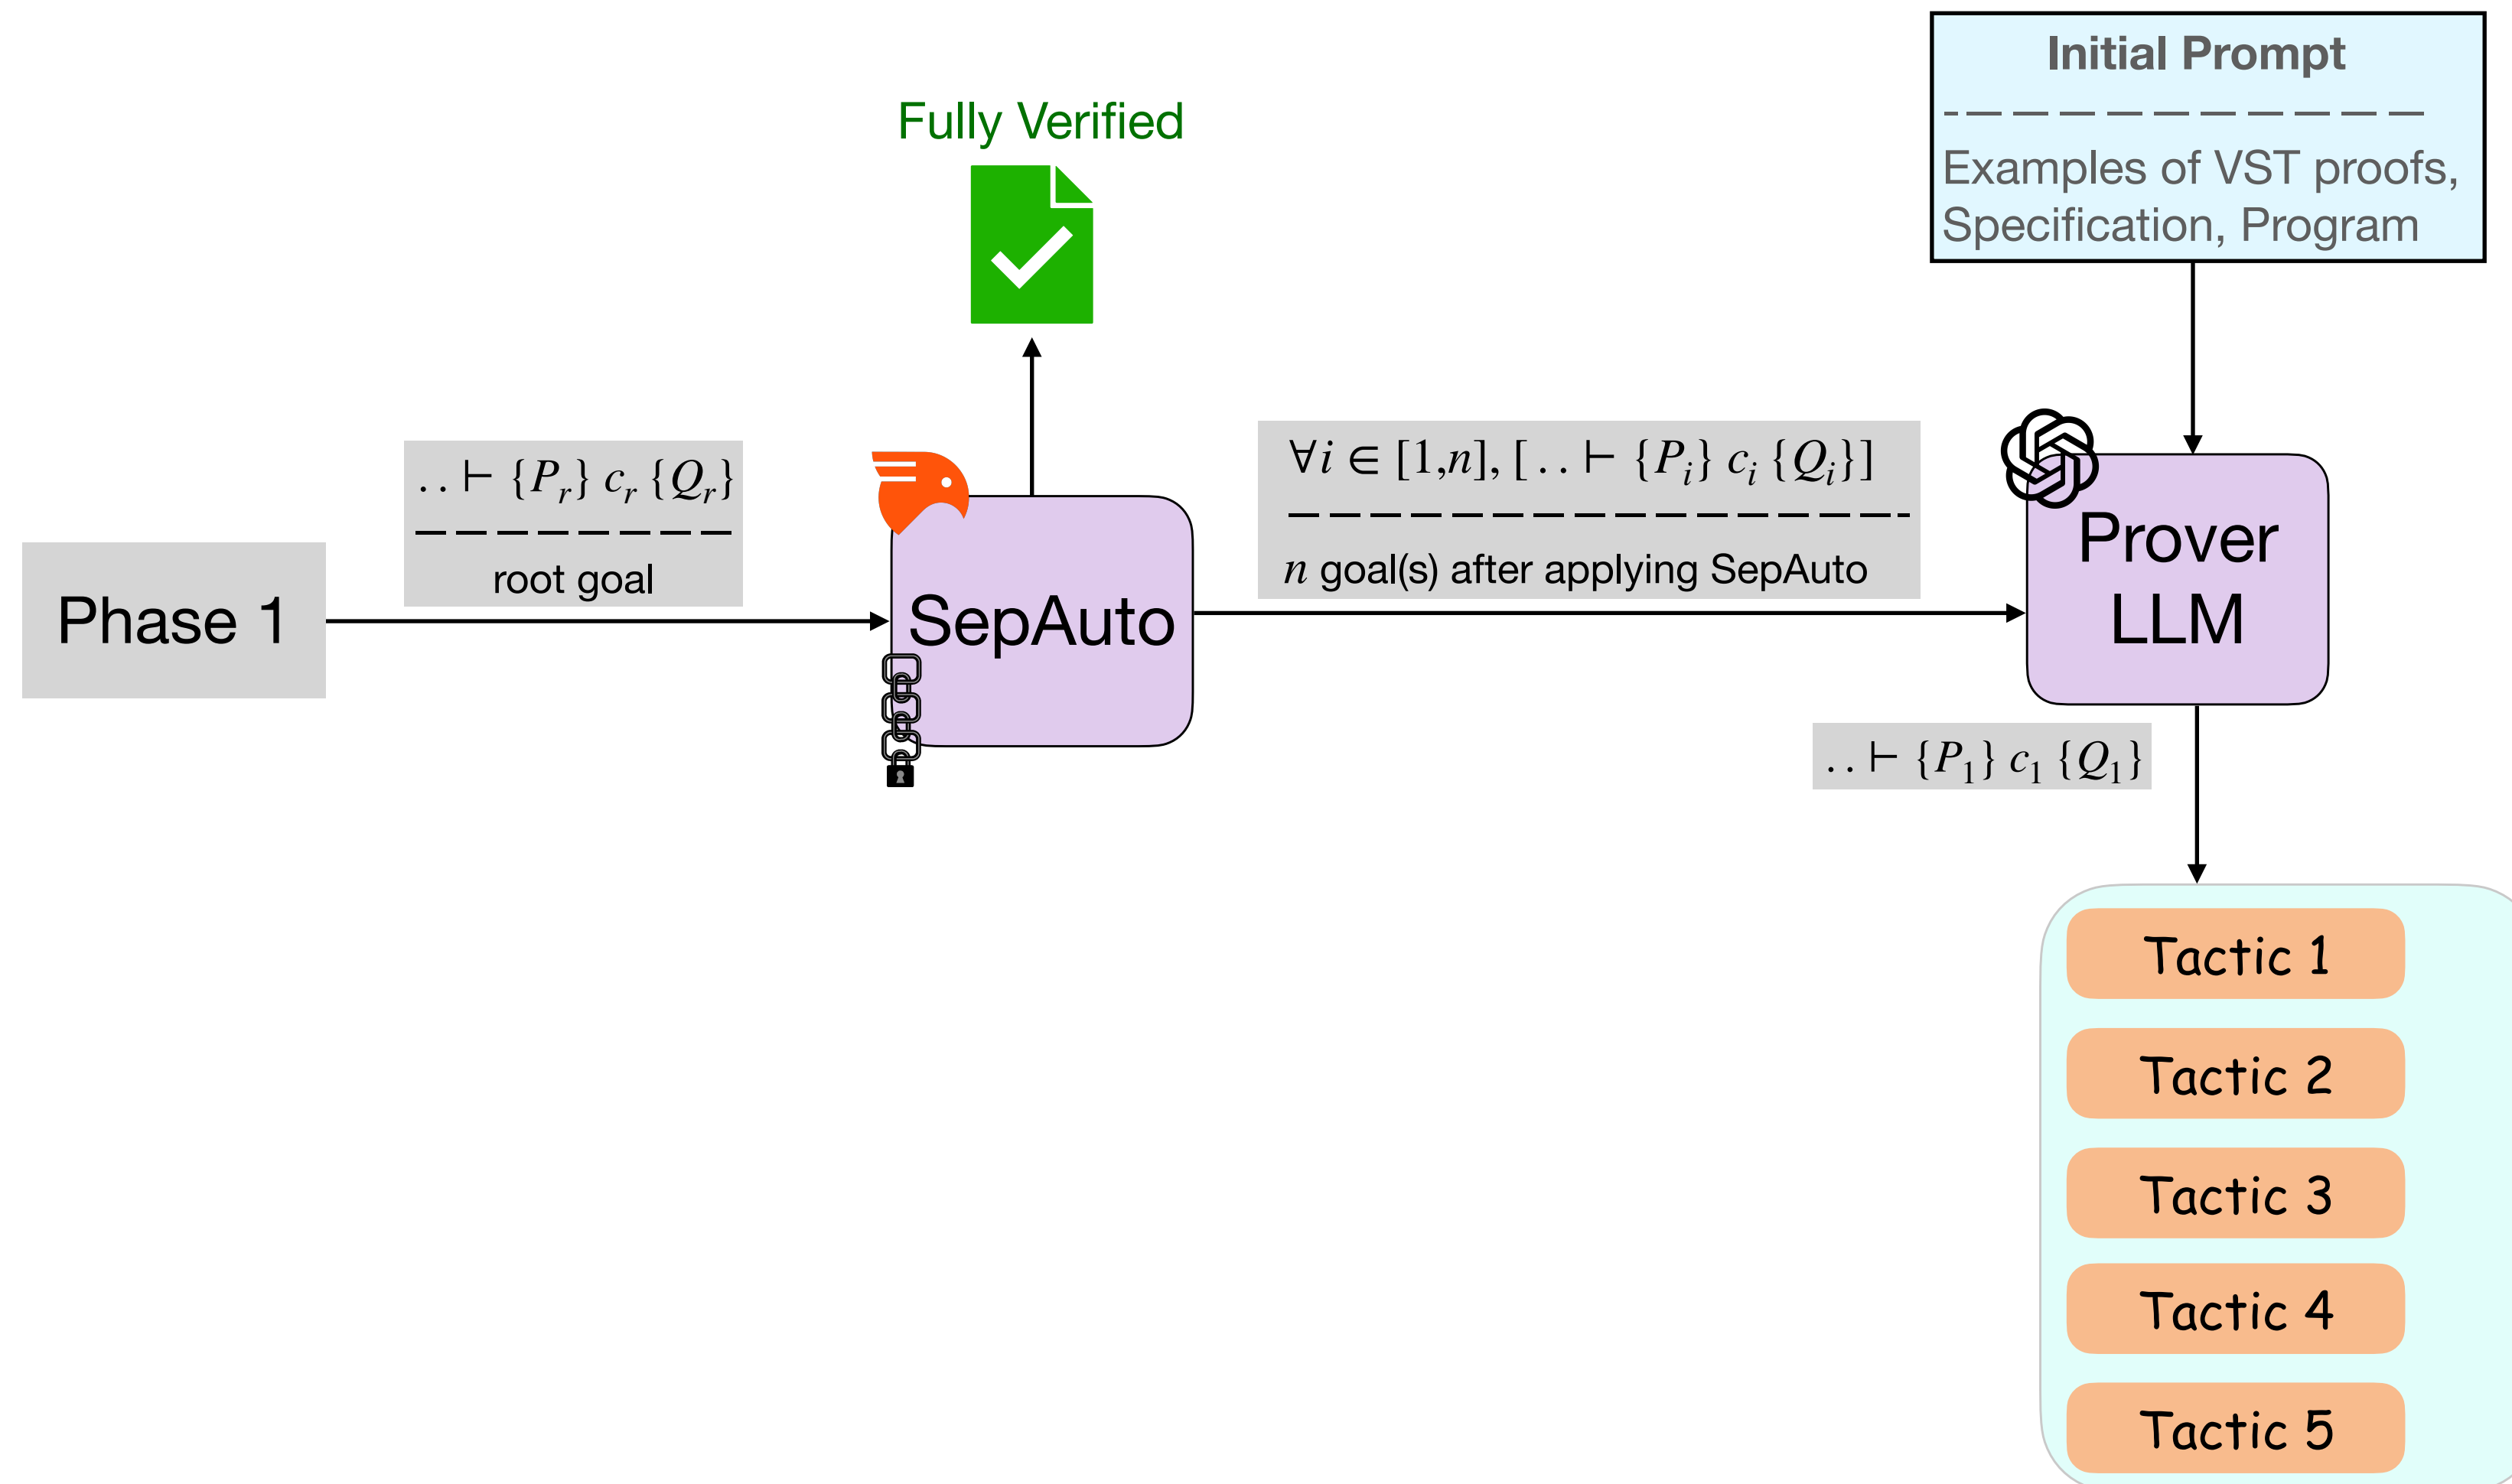 Initial Prompt
Examples of VST proofs,
Specification, Program
Fully Verified
. . ⊢ {P_r} c_r {Q_r}
root goal
∀i ∈ [1,n], [ . . ⊢ {P_i} c_i {Q_i}]
n goal(s) after applying SepAuto
Phase 1
SepAuto
Prover
LLM
. . ⊢ {P_1} c_1 {Q_1}
Tactic 1
Tactic 2
Tactic 3
Tactic 4
Tactic 5